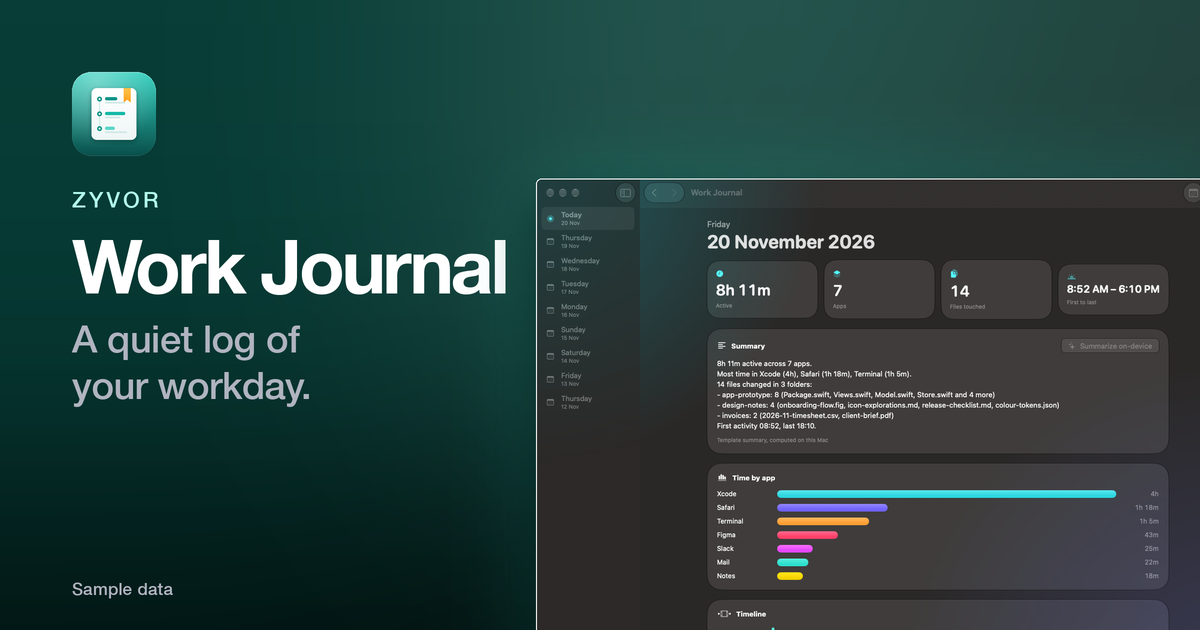 ZYVOR
Work Journal
A quiet log of
your workday.
Sample data
Work Journal
Today
20 Nov
Thursday
19 Nov
Wednesday
18 Nov
Tuesday
17 Nov
Monday
16 Nov
Sunday
15 Nov
Saturday
14 Nov
Friday
13 Nov
Thursday
12 Nov
Friday
20 November 2026
8h 11m
Active
7
Apps
14
Files touched
8:52 AM – 6:10 PM
First to last
Summary
Summarize on-device
8h 11m active across 7 apps.
Most time in Xcode (4h), Safari (1h 18m), Terminal (1h 5m).
14 files changed in 3 folders:
- app-prototype: 8 (Package.swift, Views.swift, Model.swift, Store.swift and 4 more)
- design-notes: 4 (onboarding-flow.fig, icon-explorations.md, release-checklist.md, colour-tokens.json)
- invoices: 2 (2026-11-timesheet.csv, client-brief.pdf)
First activity 08:52, last 18:10.
Template summary, computed on this Mac
Time by app
Xcode 4h
Safari 1h 18m
Terminal 1h 5m
Figma 43m
Slack 25m
Mail 22m
Notes 18m
Timeline